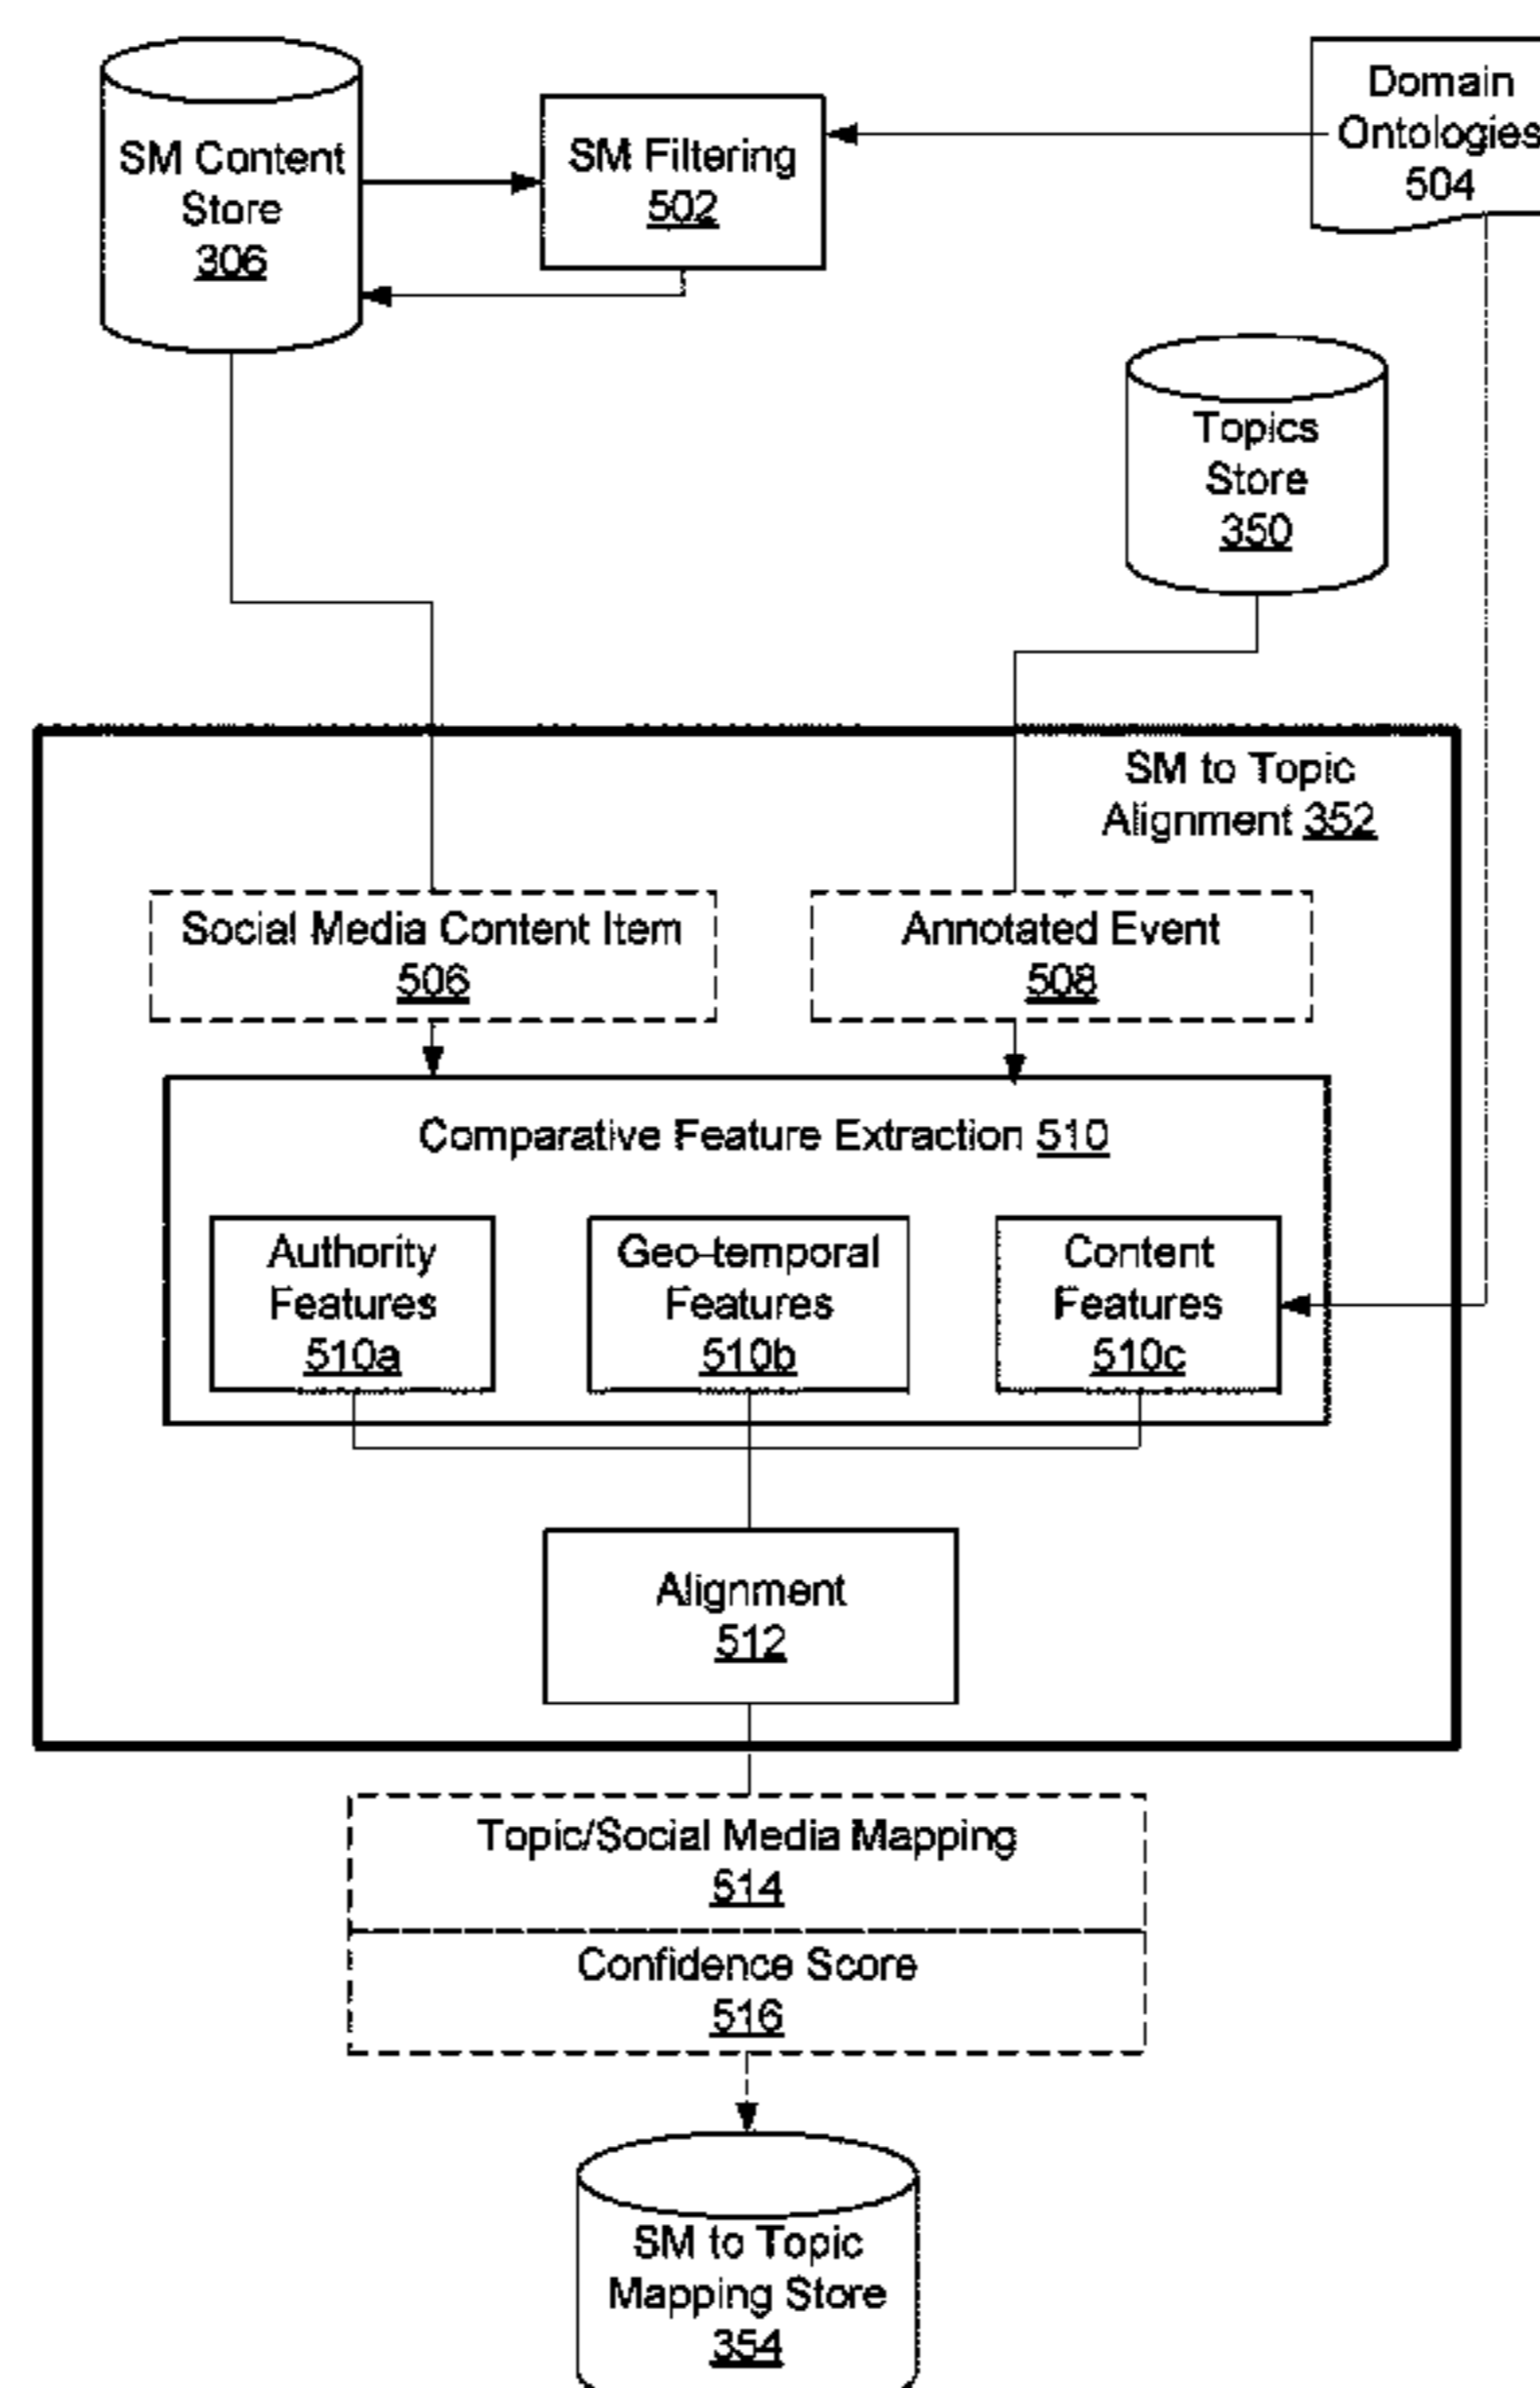 SM Content
Store
306
SM Filtering
502
Domain
Ontologies
504
Topics
Store
350
SM to Topic
Alignment 352
Social Media Content Item
506
Annotated Event
508
Comparative Feature Extraction 510
Authority
Features
510a
Geo-temporal
Features
510b
Content
Features
510c
Alignment
512
Topic/Social Media Mapping
514
Confidence Score
516
SM to Topic
Mapping Store
354